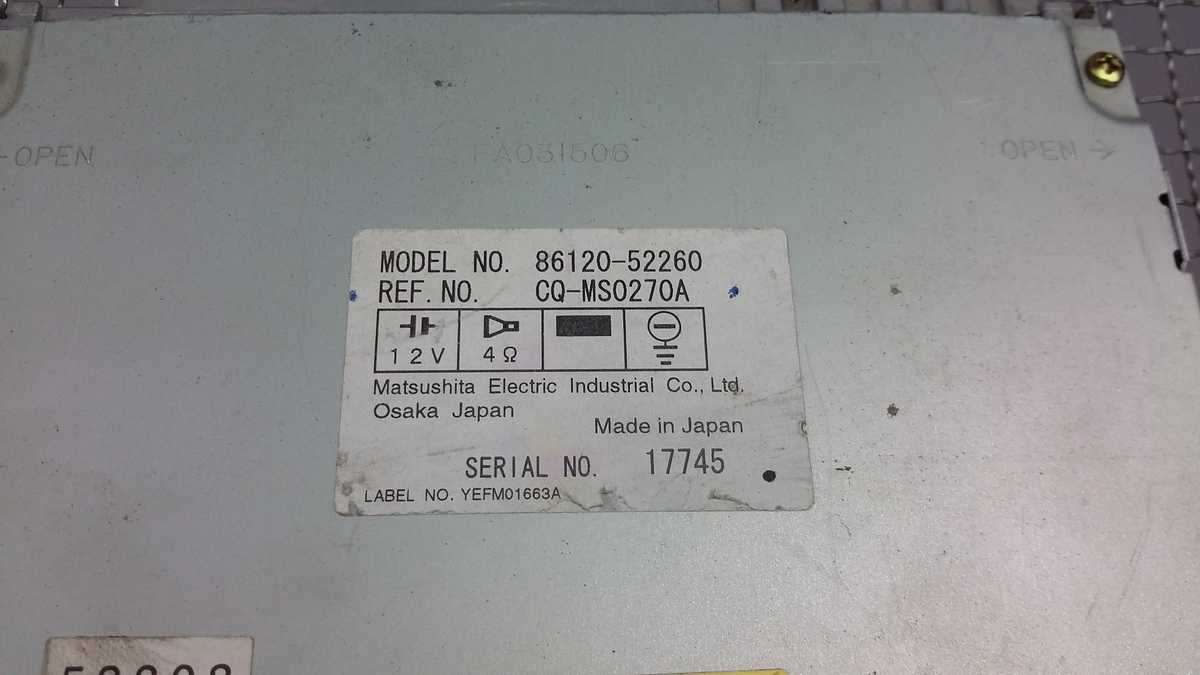 OPEN
FA031506
OPEN →
MODEL NO. 86120-52260
REF. NO. CQ-MS0270A
12V 4Ω
Matsushita Electric Industrial Co., Ltd.
Osaka Japan
Made in Japan
SERIAL NO. 17745
LABEL NO. YEFM01663A